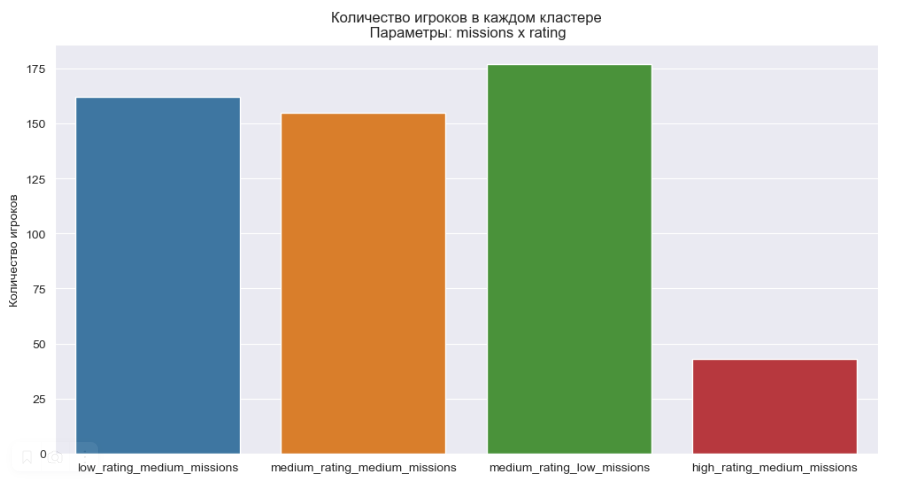 Количество игроков в каждом кластере
Параметры: missions x rating
Количество игроков
175
150
125
100
75
50
25
0
low_rating_medium_missions
medium_rating_medium_missions
medium_rating_low_missions
high_rating_medium_missions